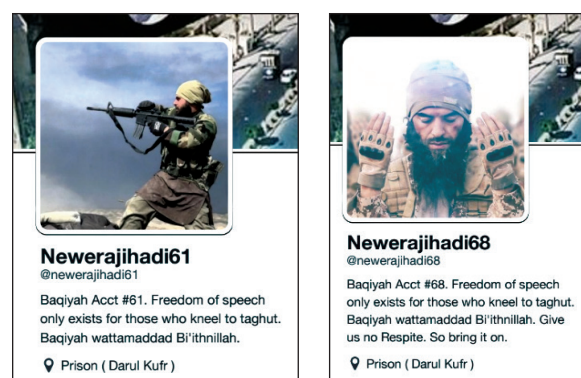 Newerajihadi61
@newerajihadi61
Baqiyah Acct #61. Freedom of speech
only exists for those who kneel to taghut.
Baqiyah wattamaddad Bi'ithnillah.
Prison ( Darul Kufr )
Newerajihadi68
@newerajihadi68
Baqiyah Acct #68. Freedom of speech
only exists for those who kneel to taghut.
Baqiyah wattamaddad Bi'ithnillah. Give
us no Respite. So bring it on.
Prison ( Darul Kufr )